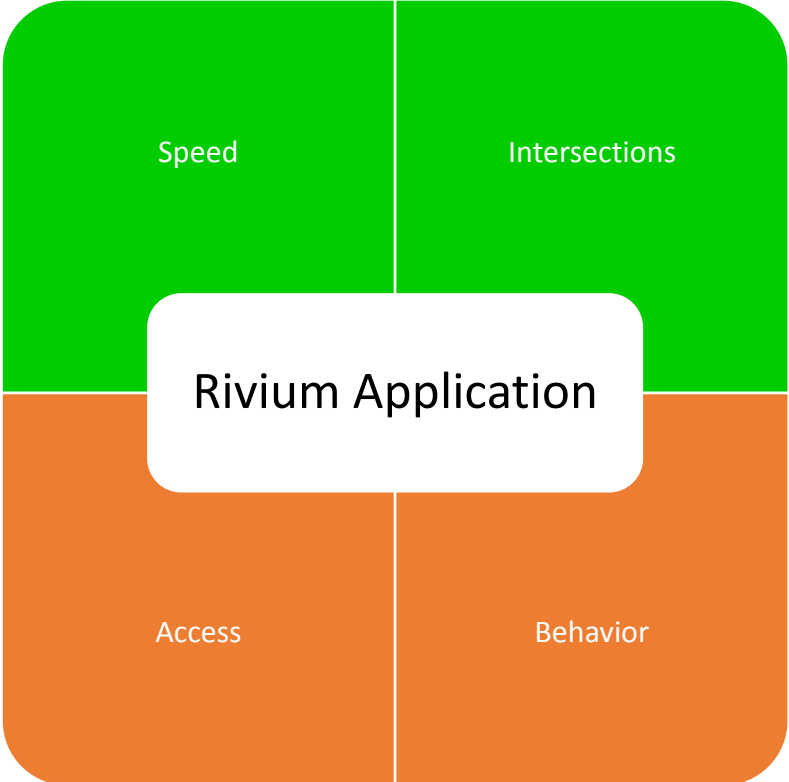 Speed
Intersections
Rivium Application
Access
Behavior